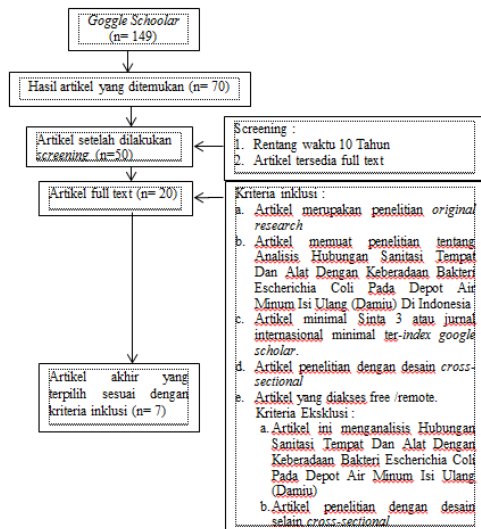 Goggle Schoolar
(n= 149)
Hasil artikel yang ditemukan (n= 70)
Artikel setelah dilakukan
screening (n=50)
Screening :
1. Rentang waktu 10 Tahun
2. Artikel tersedia full text
Artikel full text (n= 20)
Kriteria inklusi :
a. Artikel merupakan penelitian original
research
b. Artikel memuat penelitian tentang
Analisis Hubungan Sanitasi Tempat
Dan Alat Dengan Keberadaan Bakteri
Escherichia Coli Pada Depot Air
Minum Isi Ulang (Damiu) Di Indonesia
c. Artikel minimal Sinta 3 atau jurnal
internasional minimal ter-index google
scholar.
d. Artikel penelitian dengan desain cross-
sectional
e. Artikel yang diakses free /remote.
Kriteria Eksklusi :
a. Artikel ini menganalisis Hubungan
Sanitasi Tempat Dan Alat Dengan
Keberadaan Bakteri Escherichia Coli
Pada Depot Air Minum Isi Ulang
(Damiu)
b. Artikel penelitian dengan desain
selain cross-sectional
Artikel akhir yang
terpilih sesuai dengan
kriteria inklusi (n= 7)